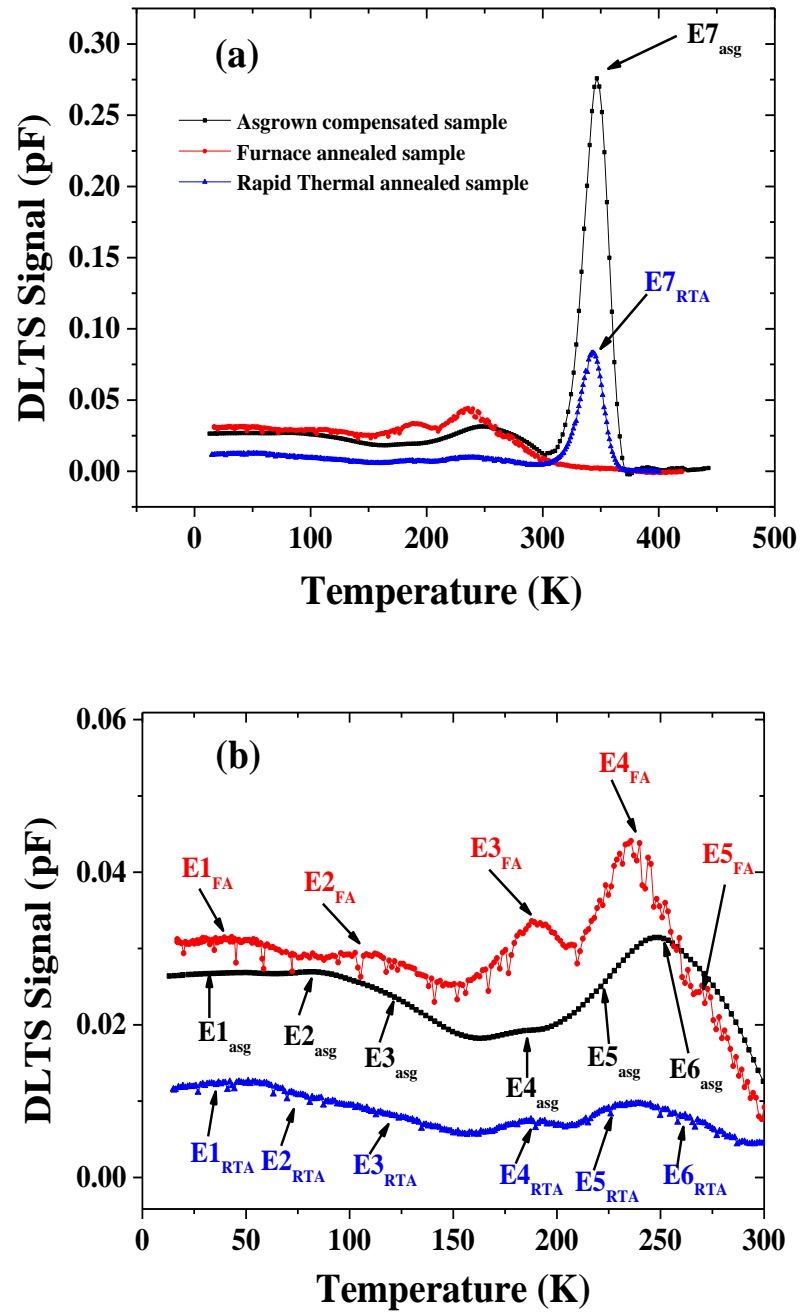 (a)
E7asg
Asgrown compensated sample
Furnace annealed sample
Rapid Thermal annealed sample
E7RTA
DLTS Signal (pF)
0.30
0.25
0.20
0.15
0.10
0.05
0.00
0 100 200 300 400 500
Temperature (K)
(b)
E4FA
E3FA
E5FA
E1FA
E2FA
E1asg
E2asg
E3asg
E4asg
E5asg
E6asg
E1RTA
E2RTA
E3RTA
E4RTA
E5RTA
E6RTA
DLTS Signal (pF)
0.06
0.04
0.02
0.00
0 50 100 150 200 250 300
Temperature (K)